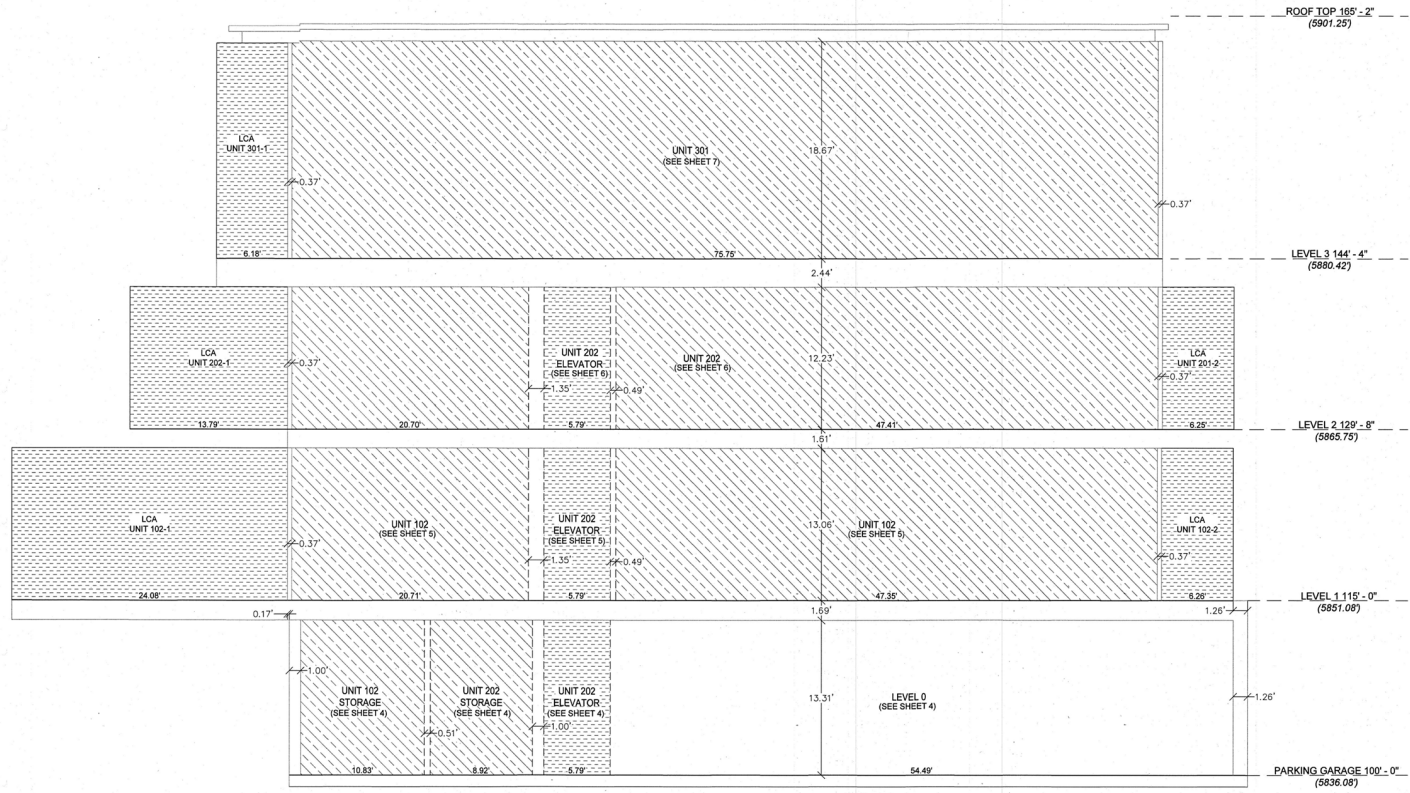 ROOF TOP 165' - 2"
(5901.25')
LCA
UNIT 301-1
UNIT 301
(SEE SHEET 7)
18.67'
0.37'
0.37'
6.18'
75.75'
LEVEL 3 144' - 4"
(5880.42')
2.44'
LCA
UNIT 202-1
0.37'
UNIT 202
ELEVATOR
(SEE SHEET 6)
UNIT 202
(SEE SHEET 6)
12.23'
LCA
UNIT 201-2
0.37'
1.35'
0.49'
13.79'
20.70'
5.79'
47.41'
6.25'
LEVEL 2 129' - 8"
(5865.75')
1.61'
LCA
UNIT 102-1
UNIT 102
(SEE SHEET 5)
UNIT 202
ELEVATOR
(SEE SHEET 5)
13.06'
UNIT 102
(SEE SHEET 5)
LCA
UNIT 102-2
0.37'
1.35'
0.49'
0.37'
24.08'
20.71'
5.79'
47.35'
6.26'
LEVEL 1 115' - 0"
(5851.08')
0.17'
1.69'
1.26'
1.00'
UNIT 102
STORAGE
(SEE SHEET 4)
UNIT 202
STORAGE
(SEE SHEET 4)
UNIT 202
ELEVATOR
(SEE SHEET 4)
13.31'
LEVEL 0
(SEE SHEET 4)
1.26'
0.51'
1.00'
10.83'
8.92'
5.79'
54.49'
PARKING GARAGE 100' - 0"
(5836.08')